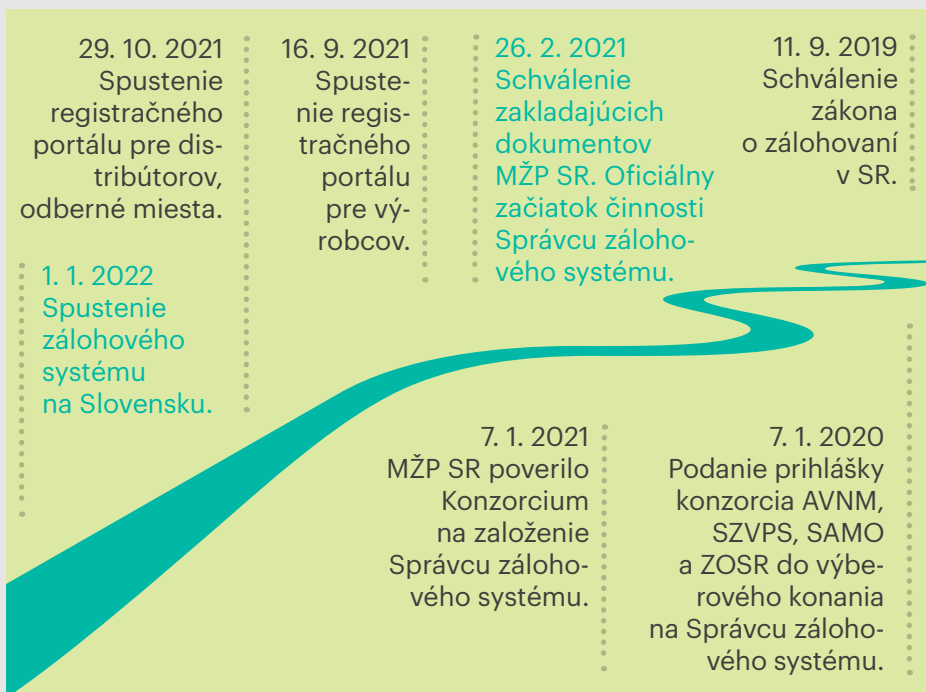 29. 10. 2021
Spustenie
registračného
portálu pre dis-
tribútorov,
odberné miesta.
16. 9. 2021
Spuste-
nie regis-
tračného
portálu
pre vý-
robcov.
26. 2. 2021
Schválenie
zakladajúcich
dokumentov
MŽP SR. Oficiálny
začiatok činnosti
Správcu záloho-
vého systému.
11. 9. 2019
Schválenie
zákona
o zálohovaní
v SR.
1. 1. 2022
Spustenie
zálohového
systému
na Slovensku.
7. 1. 2021
MŽP SR poverilo
Konzorcium
na založenie
Správcu záloho-
vého systému.
7. 1. 2020
Podanie prihlášky
konzorcia AVNM,
SZVPS, SAMO
a ZOSR do výbe-
rového konania
na Správcu záloho-
vého systému.